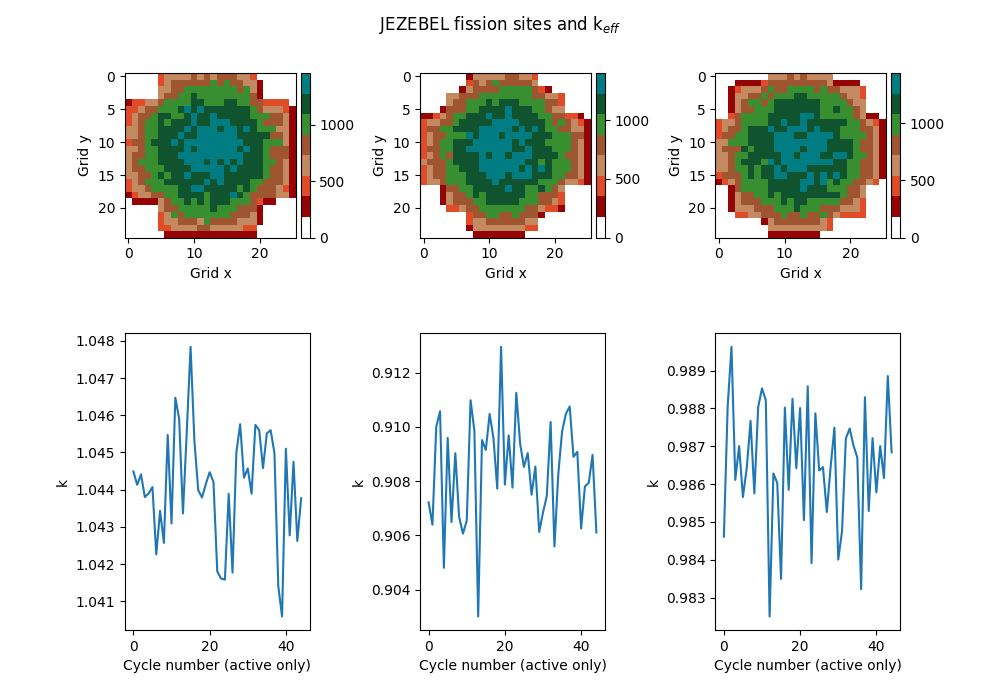 JEZEBEL fission sites and k_eff
0
5
10
15
20
Grid y
0 10 20
Grid x
1000
500
0
0
5
10
15
20
Grid y
0 10 20
Grid x
1000
500
0
0
5
10
15
20
Grid y
0 10 20
Grid x
1000
500
0
1.048
1.047
1.046
1.045
1.044
1.043
1.042
1.041
k
0 20 40
Cycle number (active only)
0.912
0.910
0.908
0.906
0.904
k
0 20 40
Cycle number (active only)
0.989
0.988
0.987
0.986
0.985
0.984
0.983
k
0 20 40
Cycle number (active only)